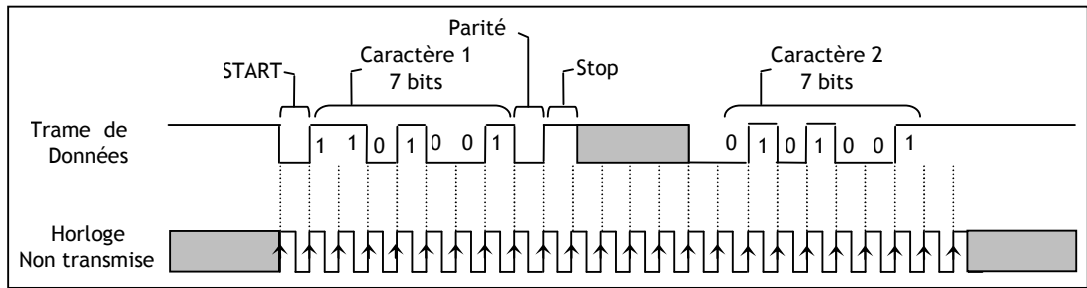 Parité
START
Caractère 1
7 bits
Stop
Caractère 2
7 bits
Trame de
Données
1 1 0 1 0 0 1
0 1 0 1 0 0 1
Horloge
Non transmise